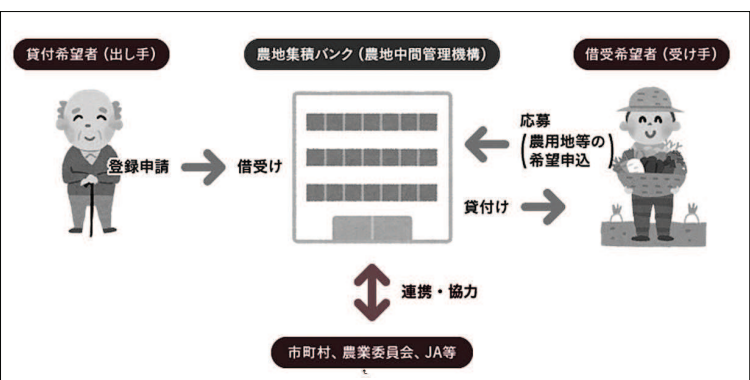 貸付希望者（出し手）
農地集積バンク（農地中間管理機構）
借受希望者（受け手）
登録申請
借受け
応募
（農用地等の
希望申込）
貸付け
連携・協力
市町村、農業委員会、JA等